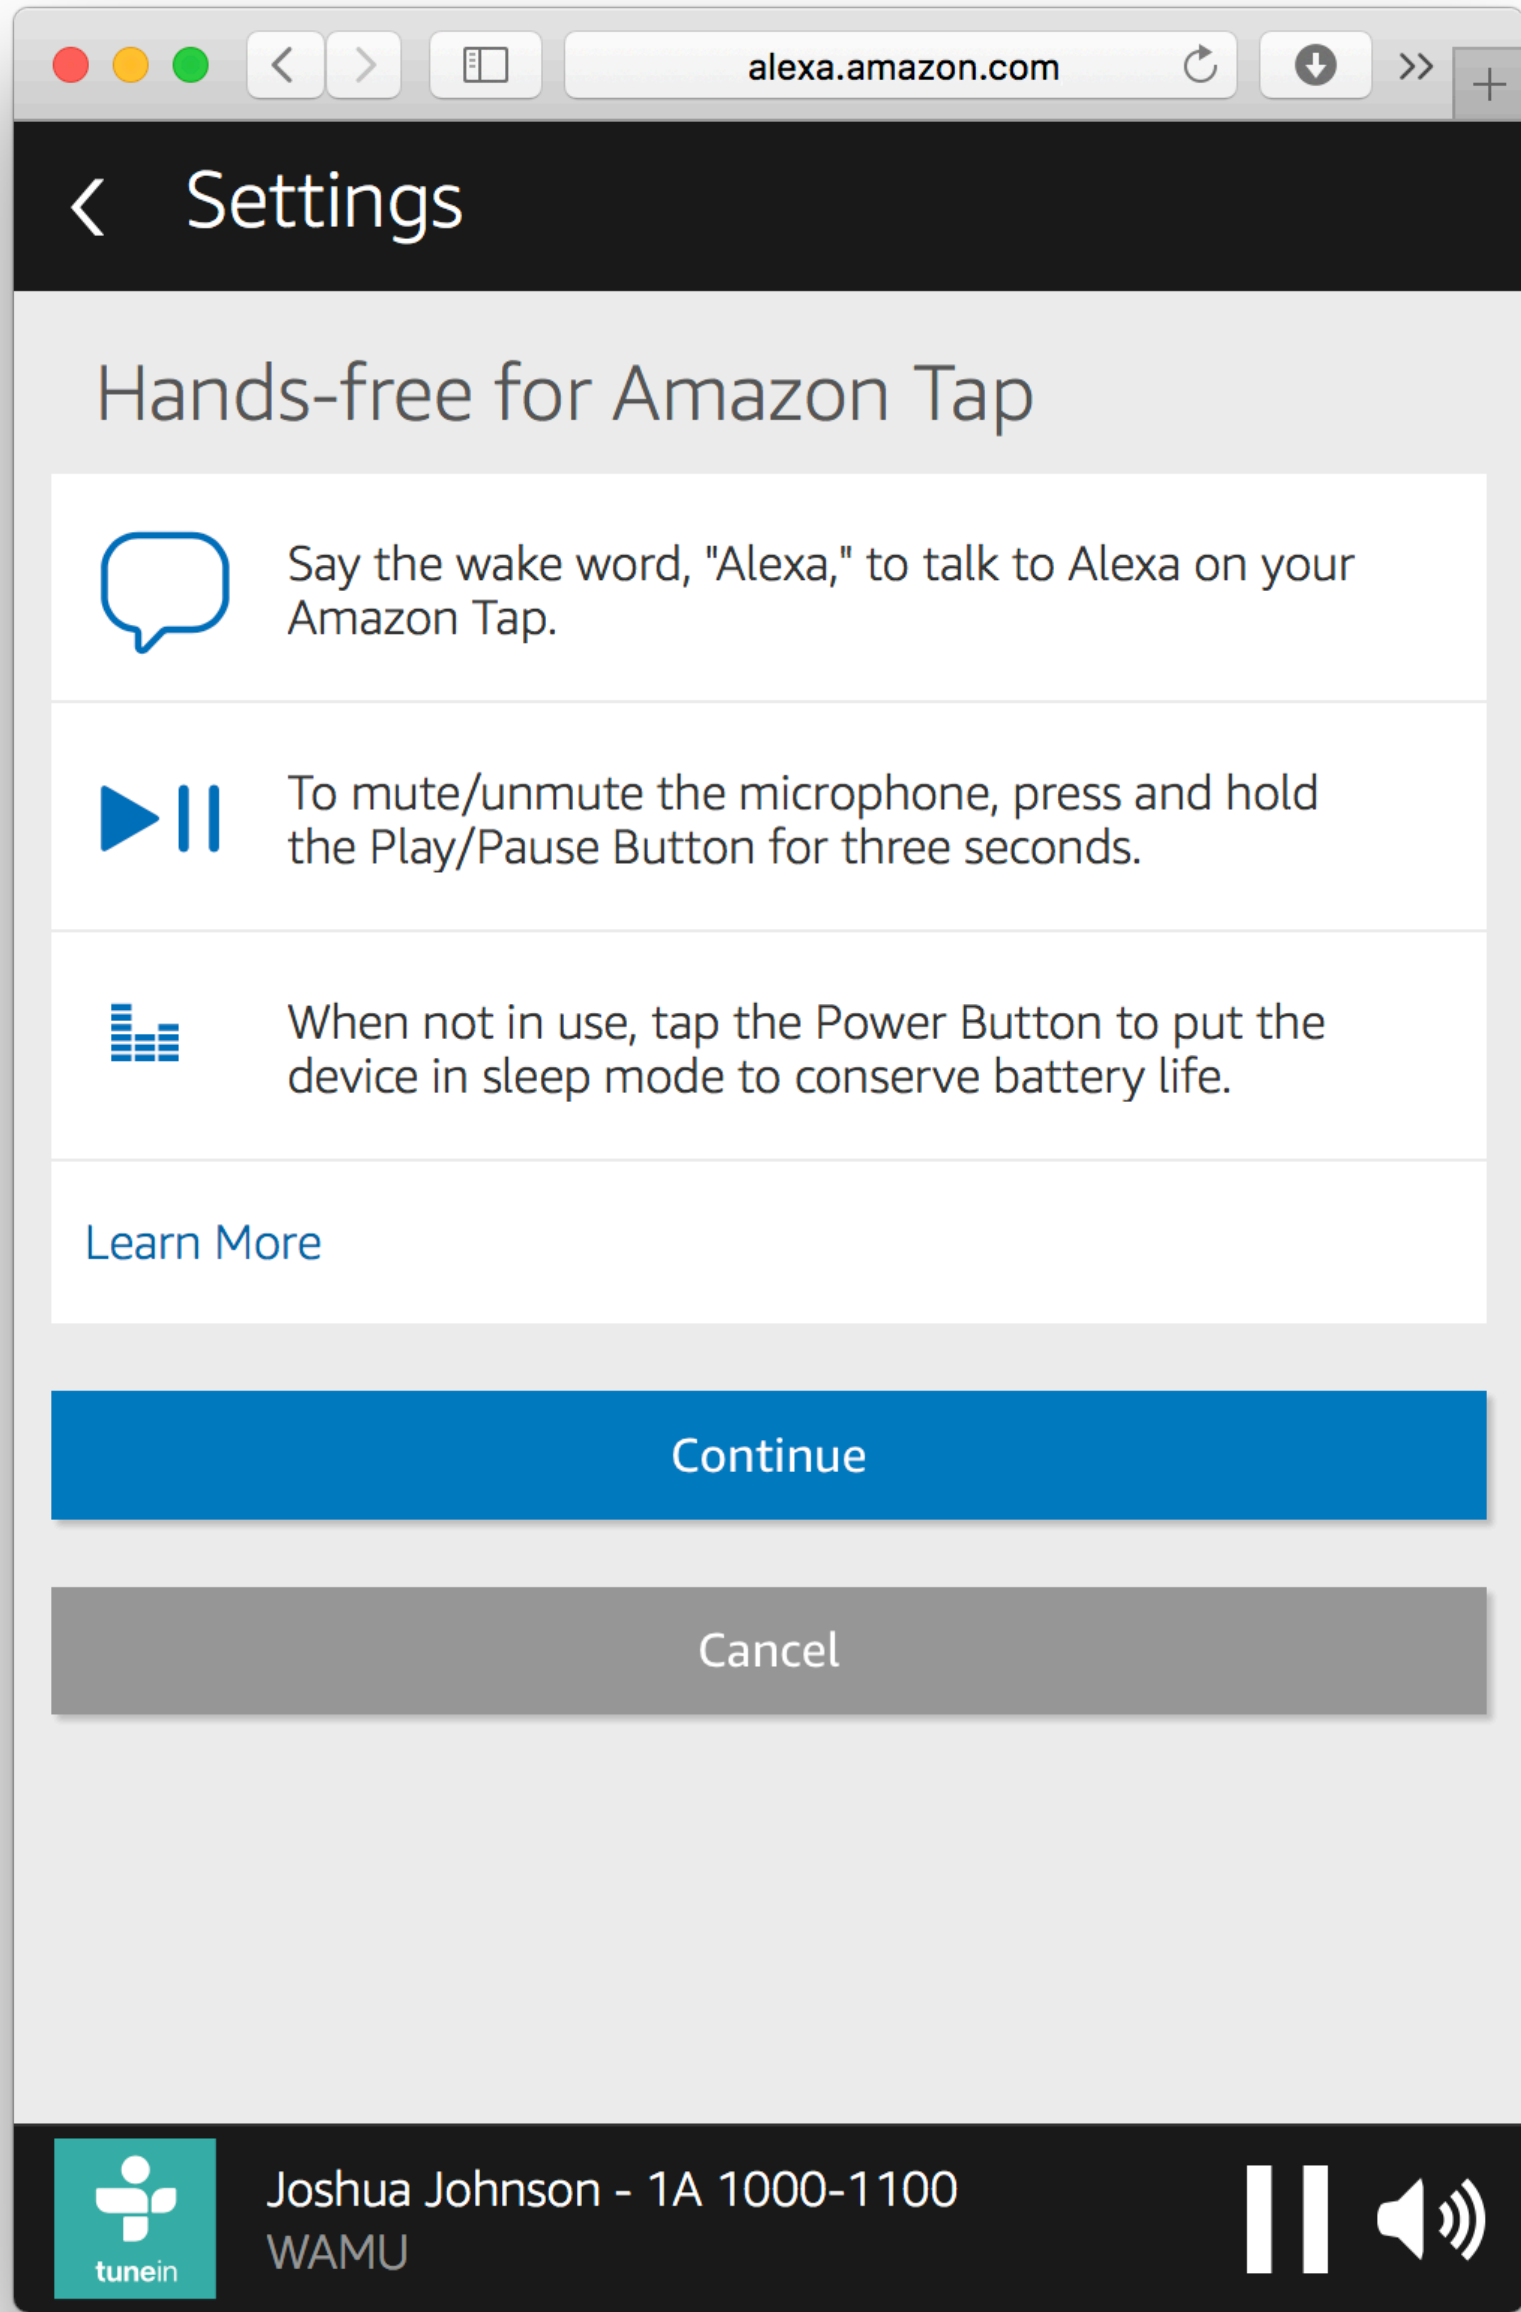 alexa.amazon.com
Settings
Hands-free for Amazon Tap
Say the wake word, "Alexa," to talk to Alexa on your
Amazon Tap.
To mute/unmute the microphone, press and hold
the Play/Pause Button for three seconds.
When not in use, tap the Power Button to put the
device in sleep mode to conserve battery life.
Learn More
Continue
Cancel
Joshua Johnson - 1A 1000-1100
WAMU
tunein